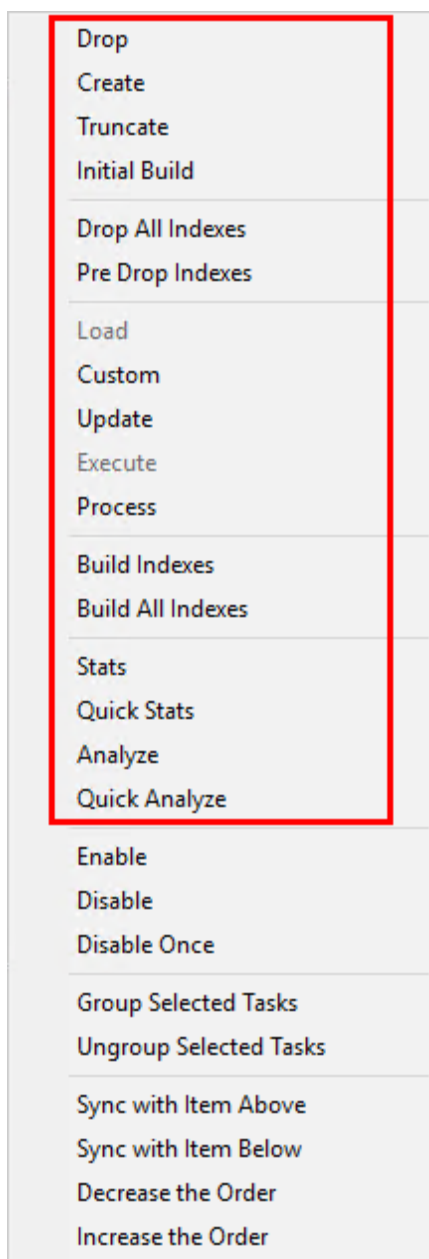 Drop
Create
Truncate
Initial Build
Drop All Indexes
Pre Drop Indexes
Load
Custom
Update
Execute
Process
Build Indexes
Build All Indexes
Stats
Quick Stats
Analyze
Quick Analyze
Enable
Disable
Disable Once
Group Selected Tasks
Ungroup Selected Tasks
Sync with Item Above
Sync with Item Below
Decrease the Order
Increase the Order